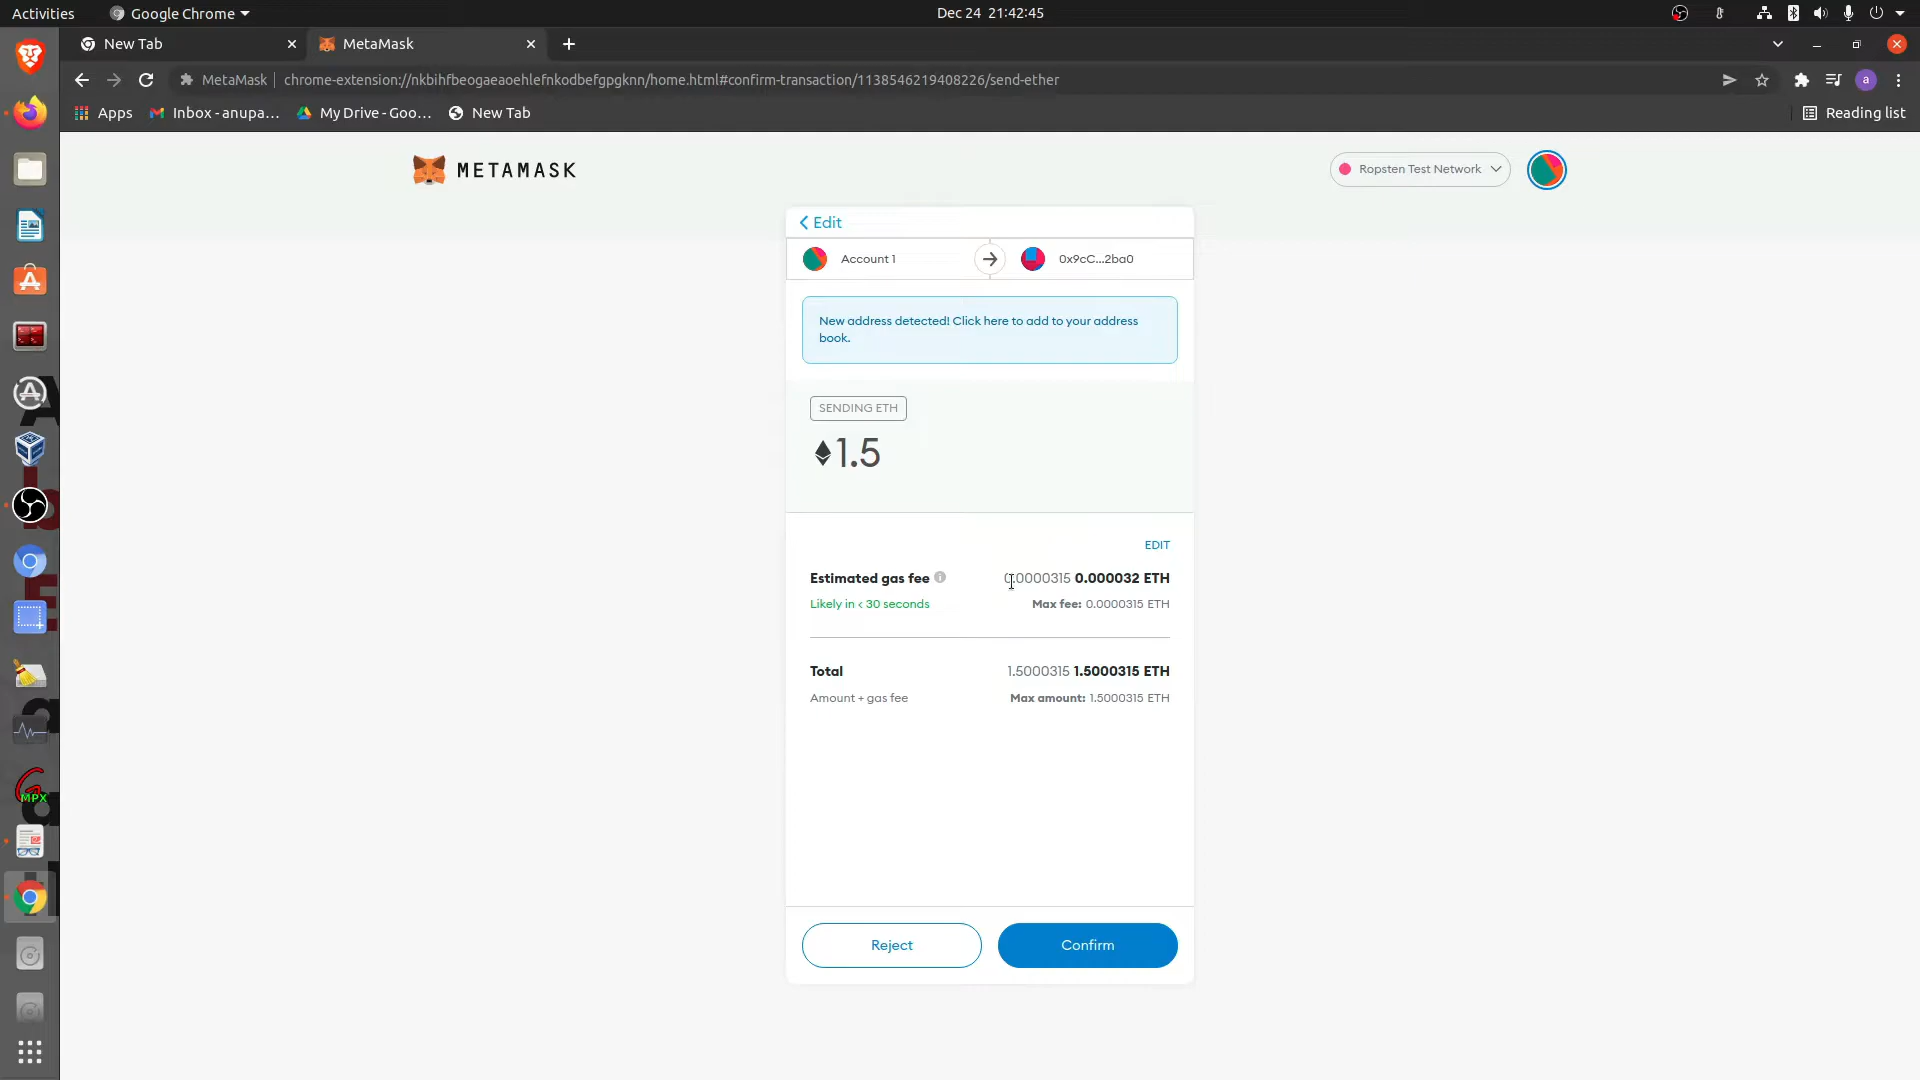 Activities
Google Chrome
Dec 24 21:42:45
New Tab
MetaMask
MetaMask
chrome-extension://nkbihfbeogaeaoehlefnkodbefgpgknn/home.html#confirm-transaction/1138546219408226/send-ether
a
Apps
Inbox - anupa...
My Drive - Goo...
New Tab
Reading list
METAMASK
Ropsten Test Network
Edit
Account 1
0x9cC...2ba0
New address detected! Click here to add to your address
book.
SENDING ETH
1.5
EDIT
Estimated gas fee
0.0000315 0.000032 ETH
Likely in < 30 seconds
Max fee: 0.0000315 ETH
Total
1.5000315 1.5000315 ETH
Amount + gas fee
Max amount: 1.5000315 ETH
Reject
Confirm
MPX